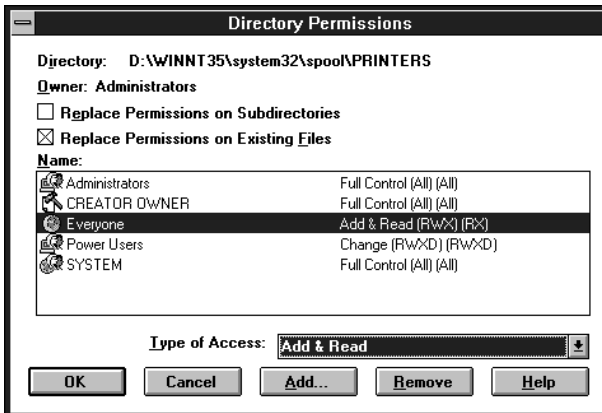 Directory Permissions
Directory: D:\WINNT35\system32\spool\PRINTERS
Owner: Administrators
Replace Permissions on Subdirectories
Replace Permissions on Existing Files
Name:
Administrators Full Control (All) (All)
CREATOR OWNER Full Control (All) (All)
Everyone Add & Read (RWX) (RX)
Power Users Change (RWXD) (RWXD)
SYSTEM Full Control (All) (All)
Type of Access: Add & Read
OK Cancel Add... Remove Help